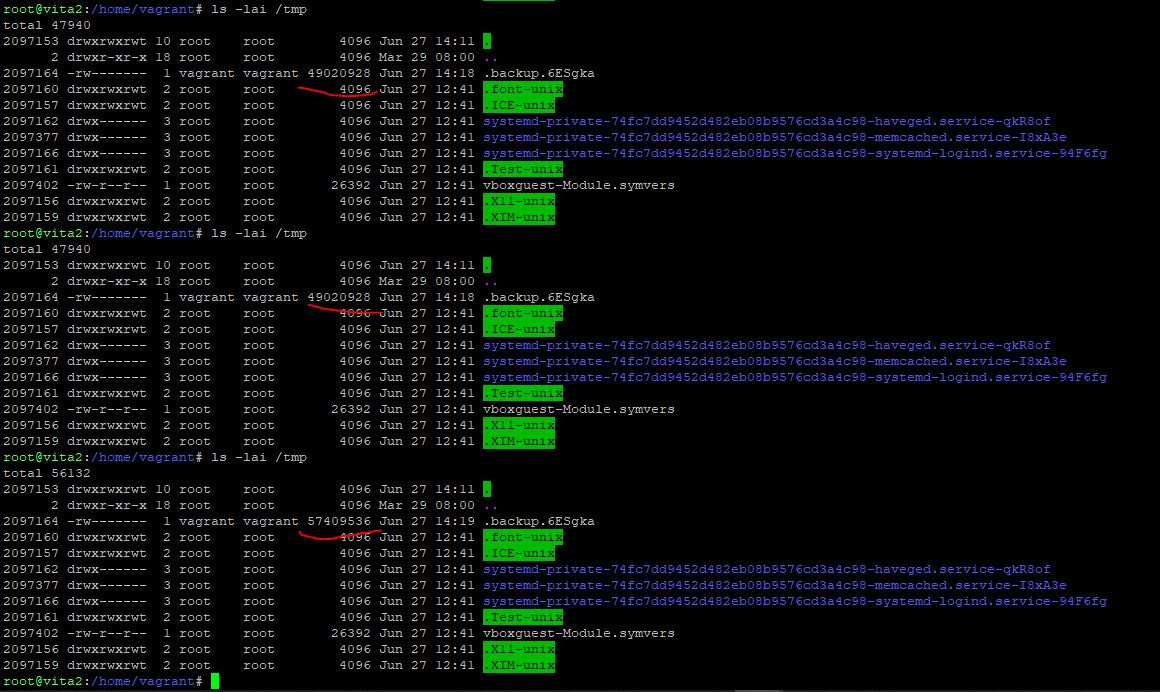 root@vita2:/home/vagrant# ls -lai /tmp
total 47940
2097153 drwxrwxrwt 10 root    root        4096 Jun 27 14:11 .
      2 drwxr-xr-x 18 root    root        4096 Mar 29 08:00 ..
2097164 -rw-------  1 vagrant vagrant 49020928 Jun 27 14:18 .backup.6ESgka
2097160 drwxrwxrwt  2 root    root        4096 Jun 27 12:41 .font-unix
2097157 drwxrwxrwt  2 root    root        4096 Jun 27 12:41 .ICE-unix
2097162 drwx------  3 root    root        4096 Jun 27 12:41 systemd-private-74fc7dd9452d482eb08b9576cd3a4c98-haveged.service-qkR8of
2097377 drwx------  3 root    root        4096 Jun 27 12:41 systemd-private-74fc7dd9452d482eb08b9576cd3a4c98-memcached.service-I8xA3e
2097166 drwx------  3 root    root        4096 Jun 27 12:41 systemd-private-74fc7dd9452d482eb08b9576cd3a4c98-systemd-logind.service-94F6fg
2097161 drwxrwxrwt  2 root    root        4096 Jun 27 12:41 .Test-unix
2097402 -rw-r--r--  1 root    root       26392 Jun 27 12:41 vboxguest-Module.symvers
2097156 drwxrwxrwt  2 root    root        4096 Jun 27 12:41 .X11-unix
2097159 drwxrwxrwt  2 root    root        4096 Jun 27 12:41 .XIM-unix
root@vita2:/home/vagrant# ls -lai /tmp
total 47940
2097153 drwxrwxrwt 10 root    root        4096 Jun 27 14:11 .
      2 drwxr-xr-x 18 root    root        4096 Mar 29 08:00 ..
2097164 -rw-------  1 vagrant vagrant 49020928 Jun 27 14:18 .backup.6ESgka
2097160 drwxrwxrwt  2 root    root        4096 Jun 27 12:41 .font-unix
2097157 drwxrwxrwt  2 root    root        4096 Jun 27 12:41 .ICE-unix
2097162 drwx------  3 root    root        4096 Jun 27 12:41 systemd-private-74fc7dd9452d482eb08b9576cd3a4c98-haveged.service-qkR8of
2097377 drwx------  3 root    root        4096 Jun 27 12:41 systemd-private-74fc7dd9452d482eb08b9576cd3a4c98-memcached.service-I8xA3e
2097166 drwx------  3 root    root        4096 Jun 27 12:41 systemd-private-74fc7dd9452d482eb08b9576cd3a4c98-systemd-logind.service-94F6fg
2097161 drwxrwxrwt  2 root    root        4096 Jun 27 12:41 .Test-unix
2097402 -rw-r--r--  1 root    root       26392 Jun 27 12:41 vboxguest-Module.symvers
2097156 drwxrwxrwt  2 root    root        4096 Jun 27 12:41 .X11-unix
2097159 drwxrwxrwt  2 root    root        4096 Jun 27 12:41 .XIM-unix
root@vita2:/home/vagrant# ls -lai /tmp
total 56132
2097153 drwxrwxrwt 10 root    root        4096 Jun 27 14:11 .
      2 drwxr-xr-x 18 root    root        4096 Mar 29 08:00 ..
2097164 -rw-------  1 vagrant vagrant 57409536 Jun 27 14:19 .backup.6ESgka
2097160 drwxrwxrwt  2 root    root        4096 Jun 27 12:41 .font-unix
2097157 drwxrwxrwt  2 root    root        4096 Jun 27 12:41 .ICE-unix
2097162 drwx------  3 root    root        4096 Jun 27 12:41 systemd-private-74fc7dd9452d482eb08b9576cd3a4c98-haveged.service-qkR8of
2097377 drwx------  3 root    root        4096 Jun 27 12:41 systemd-private-74fc7dd9452d482eb08b9576cd3a4c98-memcached.service-I8xA3e
2097166 drwx------  3 root    root        4096 Jun 27 12:41 systemd-private-74fc7dd9452d482eb08b9576cd3a4c98-systemd-logind.service-94F6fg
2097161 drwxrwxrwt  2 root    root        4096 Jun 27 12:41 .Test-unix
2097402 -rw-r--r--  1 root    root       26392 Jun 27 12:41 vboxguest-Module.symvers
2097156 drwxrwxrwt  2 root    root        4096 Jun 27 12:41 .X11-unix
2097159 drwxrwxrwt  2 root    root        4096 Jun 27 12:41 .XIM-unix
root@vita2:/home/vagrant#